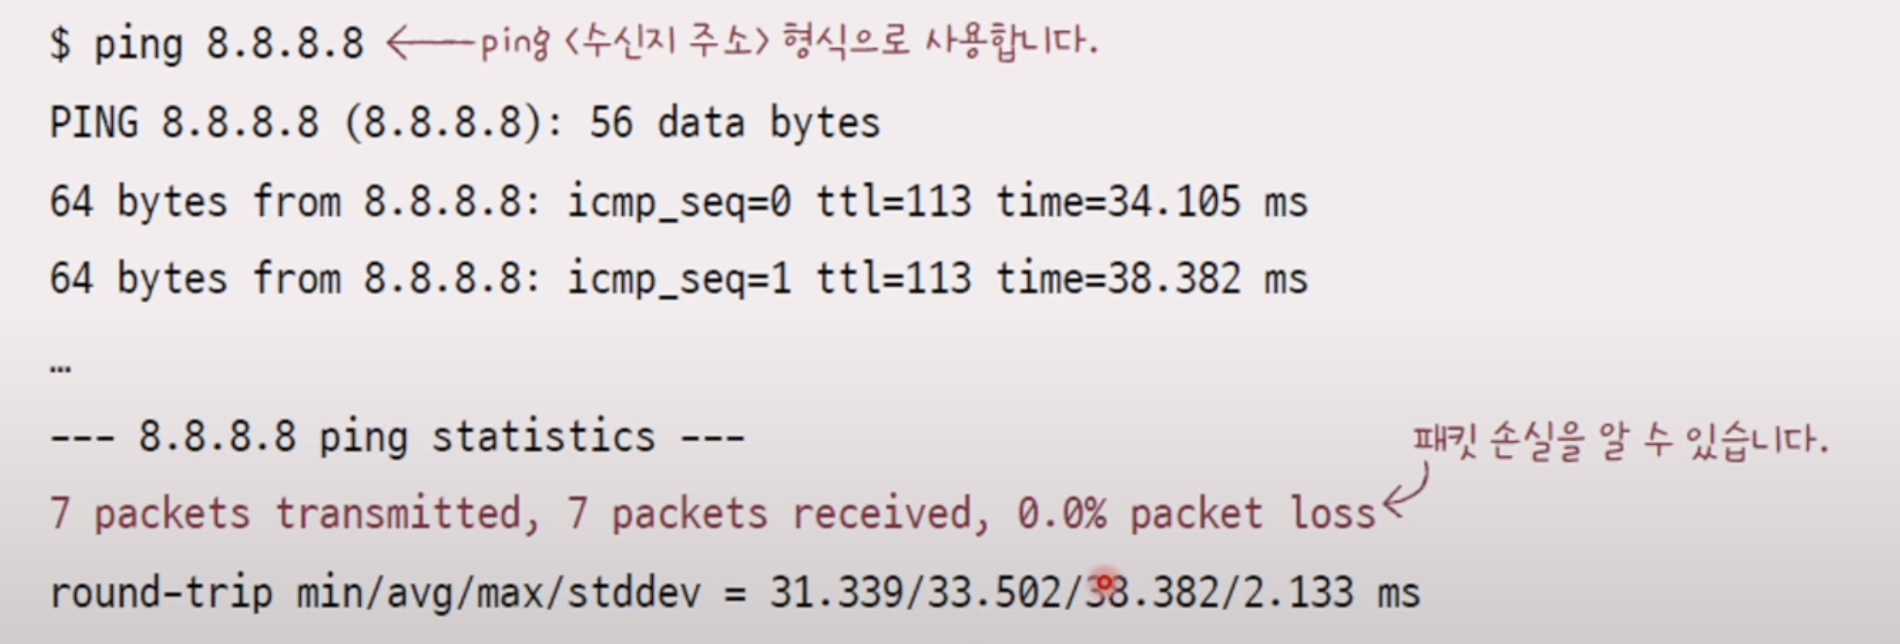 $ ping 8.8.8.8 ping <수신지 주소> 형식으로 사용합니다.
PING 8.8.8.8 (8.8.8.8): 56 data bytes
64 bytes from 8.8.8.8: icmp_seq=0 ttl=113 time=34.105 ms
64 bytes from 8.8.8.8: icmp_seq=1 ttl=113 time=38.382 ms
…
--- 8.8.8.8 ping statistics ---
패킷 손실을 알 수 있습니다.
7 packets transmitted, 7 packets received, 0.0% packet loss
round-trip min/avg/max/stddev = 31.339/33.502/38.382/2.133 ms